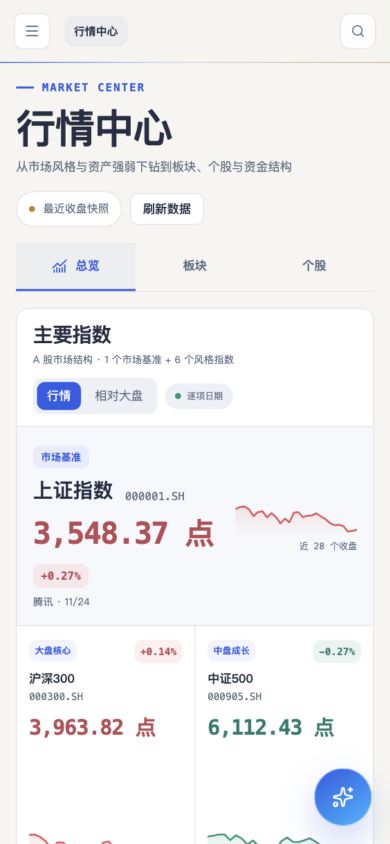 行情中心
MARKET CENTER
行情中心
从市场风格与资产强弱下钻到板块、个股与资金结构
最近收盘快照
刷新数据
总览
板块
个股
主要指数
A 股市场结构 · 1 个市场基准 + 6 个风格指数
行情
相对大盘
逐项日期
市场基准
上证指数 000001.SH
3,548.37 点
近 28 个收盘
+0.27%
腾讯 · 11/24
大盘核心
+0.14%
沪深300
000300.SH
3,963.82 点
中盘成长
-0.27%
中证500
000905.SH
6,112.43 点